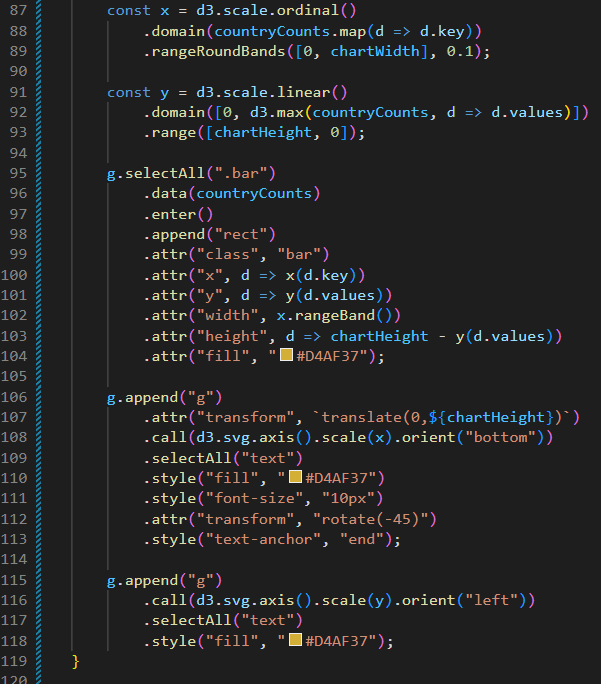 87 const x = d3.scale.ordinal()
88 .domain(countryCounts.map(d => d.key))
89 .rangeRoundBands([0, chartWidth], 0.1);
90
91 const y = d3.scale.linear()
92 .domain([0, d3.max(countryCounts, d => d.values)])
93 .range([chartHeight, 0]);
94
95 g.selectAll(".bar")
96 .data(countryCounts)
97 .enter()
98 .append("rect")
99 .attr("class", "bar")
100 .attr("x", d => x(d.key))
101 .attr("y", d => y(d.values))
102 .attr("width", x.rangeBand())
103 .attr("height", d => chartHeight - y(d.values))
104 .attr("fill", "#D4AF37");
105
106 g.append("g")
107 .attr("transform", `translate(0,${chartHeight})`)
108 .call(d3.svg.axis().scale(x).orient("bottom"))
109 .selectAll("text")
110 .style("fill", "#D4AF37")
111 .style("font-size", "10px")
112 .attr("transform", "rotate(-45)")
113 .style("text-anchor", "end");
114
115 g.append("g")
116 .call(d3.svg.axis().scale(y).orient("left"))
117 .selectAll("text")
118 .style("fill", "#D4AF37");
119 }
120